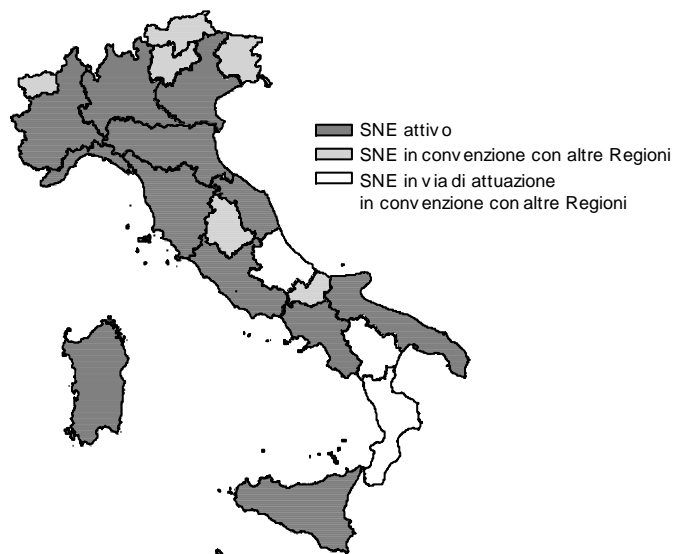 SNE attivo
SNE in convenzione con altre Regioni
SNE in via di attuazione
in convenzione con altre Regioni